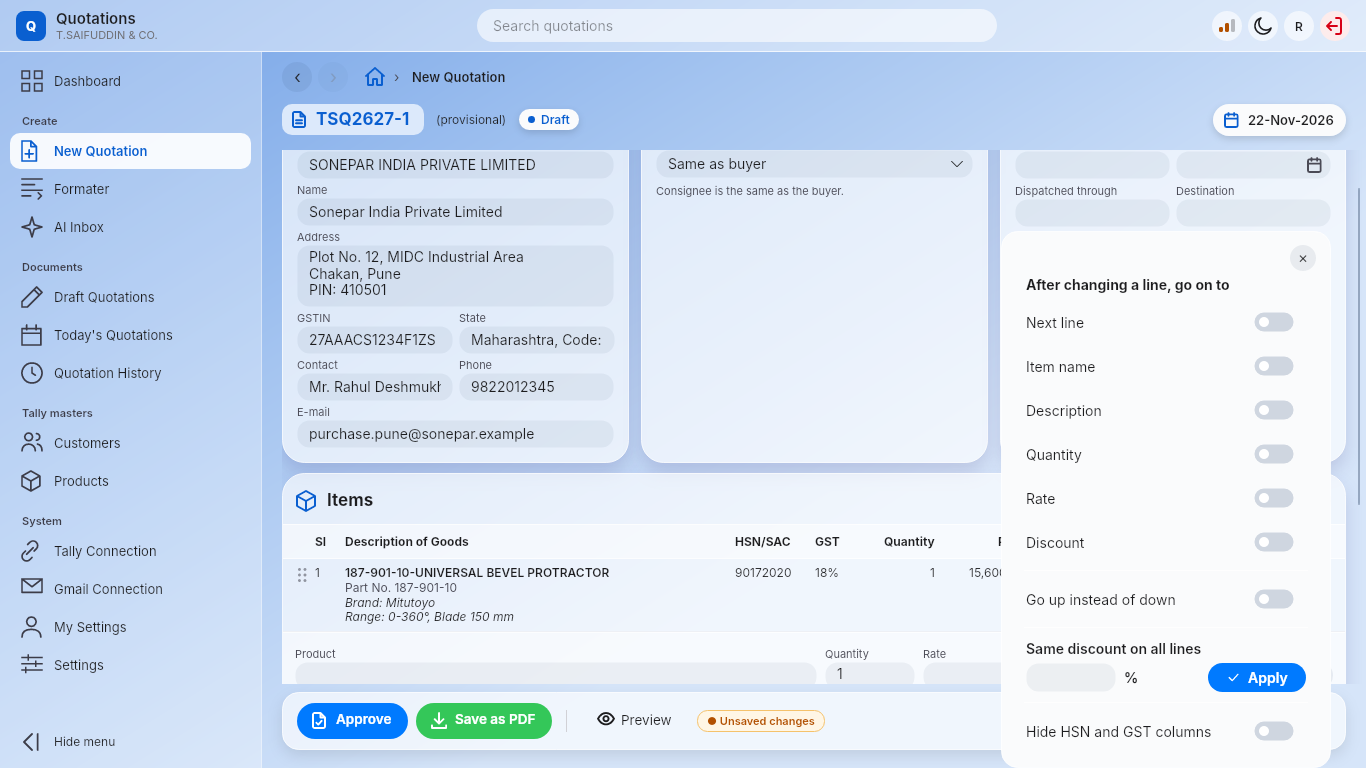 Q
Quotations
T.SAIFUDDIN & CO.
Search quotations
R
Dashboard
Create
New Quotation
Formater
AI Inbox
Documents
Draft Quotations
Today's Quotations
Quotation History
Tally masters
Customers
Products
System
Tally Connection
Gmail Connection
My Settings
Settings
Hide menu
New Quotation
TSQ2627-1
(provisional)
Draft
22-Nov-2026
SONEPAR INDIA PRIVATE LIMITED
Name
Sonepar India Private Limited
Address
Plot No. 12, MIDC Industrial Area
Chakan, Pune
PIN: 410501
GSTIN
State
27AAACS1234F1ZS
Maharashtra, Code:
Contact
Phone
Mr. Rahul Deshmukh
9822012345
E-mail
purchase.pune@sonepar.example
Same as buyer
Consignee is the same as the buyer.
Dispatched through
Destination
Items
Sl
Description of Goods
HSN/SAC
GST
Quantity
1
187-901-10-UNIVERSAL BEVEL PROTRACTOR
90172020
18%
1
Part No. 187-901-10
Brand: Mitutoyo
Range: 0-360°, Blade 150 mm
Product
Quantity
Rate
1
Approve
Save as PDF
Preview
Unsaved changes
After changing a line, go on to
Next line
Item name
Description
Quantity
Rate
Discount
Go up instead of down
Same discount on all lines
%
Apply
Hide HSN and GST columns